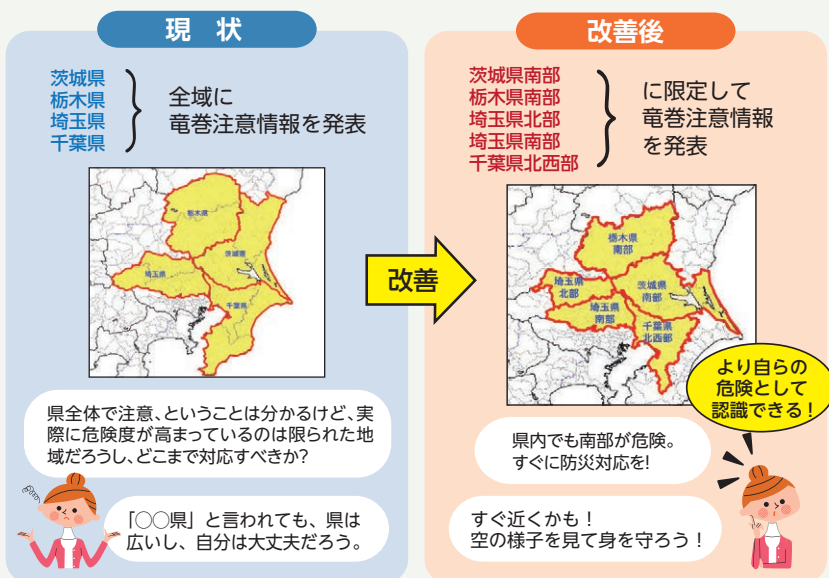 現 状
茨城県
栃木県
埼玉県
千葉県
全域に
竜巻注意情報を発表
栃木県
茨城県
埼玉県
千葉県
県全体で注意、ということは分かるけど、実
際に危険度が高まっているのは限られた地
域だろうし、どこまで対応すべきか?
「○○県」と言われても、県は
広いし、自分は大丈夫だろう。
改善
改善後
茨城県南部
栃木県南部
埼玉県北部
埼玉県南部
千葉県北西部
に限定して
竜巻注意情報
を発表
栃木県
南部
埼玉県
北部
茨城県
南部
埼玉県
南部
千葉県
北西部
より自らの
危険として
認識できる!
県内でも南部が危険。
すぐに防災対応を!
すぐ近くかも!
空の様子を見て身を守ろう!